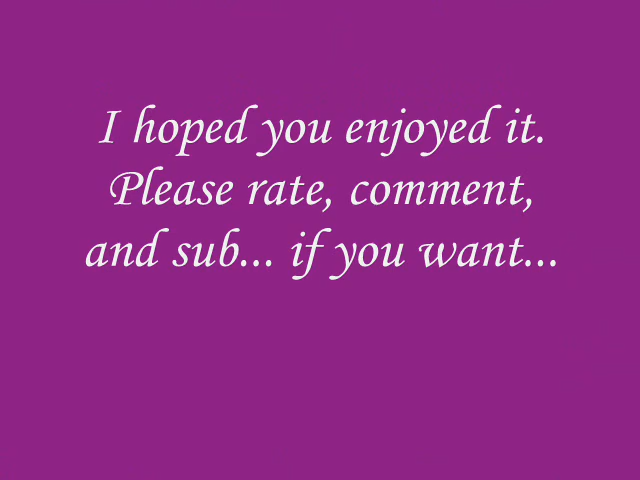 I hoped you enjoyed it.
Please rate, comment,
and sub... if you want...